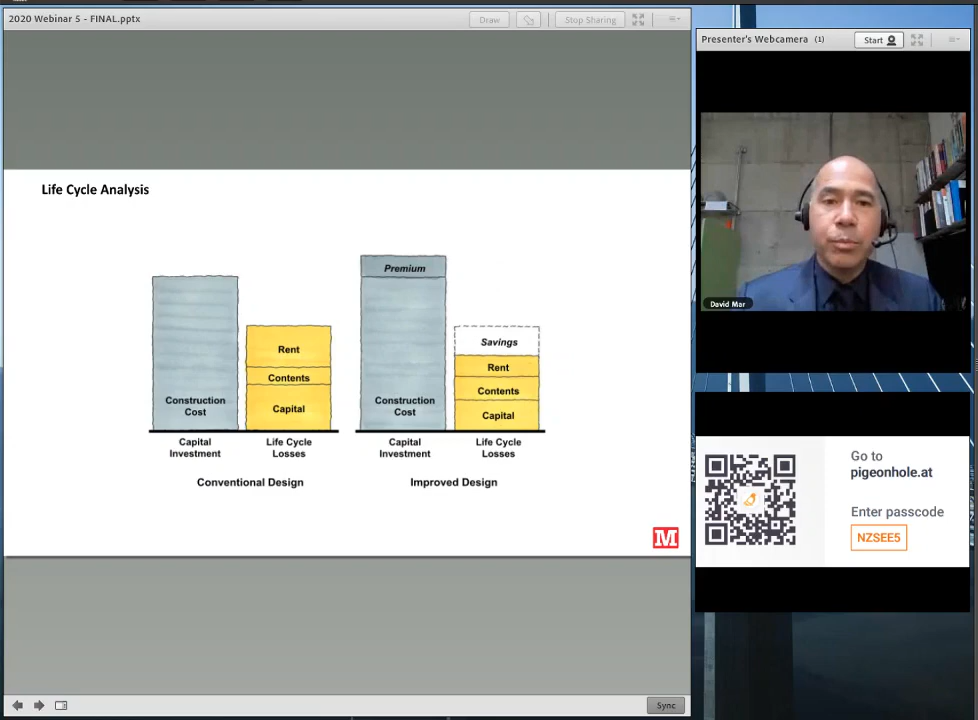 2020 Webinar 5 - FINAL.pptx
Draw
Stop Sharing
Life Cycle Analysis
Premium
Savings
Rent
Rent
Contents
Contents
Construction
Cost
Capital
Construction
Cost
Capital
Capital
Investment
Life Cycle
Losses
Capital
Investment
Life Cycle
Losses
Conventional Design
Improved Design
M
Sync
Presenter's Webcamera (1)
Start
David Mar
Go to
pigeonhole.at
Enter passcode
NZSEE5